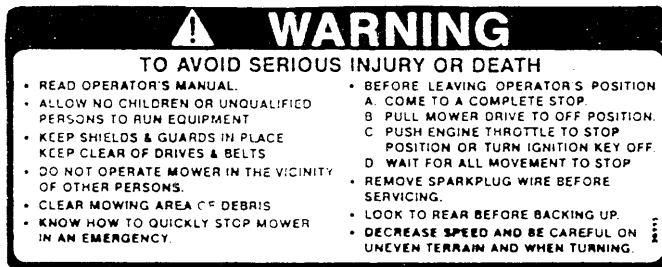 WARNING
TO AVOID SERIOUS INJURY OR DEATH
• READ OPERATOR'S MANUAL.
• ALLOW NO CHILDREN OR UNQUALIFIED
PERSONS TO RUN EQUIPMENT
• KEEP SHIELDS & GUARDS IN PLACE
KEEP CLEAR OF DRIVES & BELTS
• DO NOT OPERATE MOWER IN THE VICINITY
OF OTHER PERSONS.
• CLEAR MOWING AREA OF DEBRIS
• KNOW HOW TO QUICKLY STOP MOWER
IN AN EMERGENCY.
• BEFORE LEAVING OPERATOR'S POSITION
A. COME TO A COMPLETE STOP.
B PULL MOWER DRIVE TO OFF POSITION.
C PUSH ENGINE THROTTLE TO STOP
POSITION OR TURN IGNITION KEY OFF.
D WAIT FOR ALL MOVEMENT TO STOP
• REMOVE SPARKPLUG WIRE BEFORE
SERVICING.
• LOOK TO REAR BEFORE BACKING UP.
• DECREASE SPEED AND BE CAREFUL ON
UNEVEN TERRAIN AND WHEN TURNING.